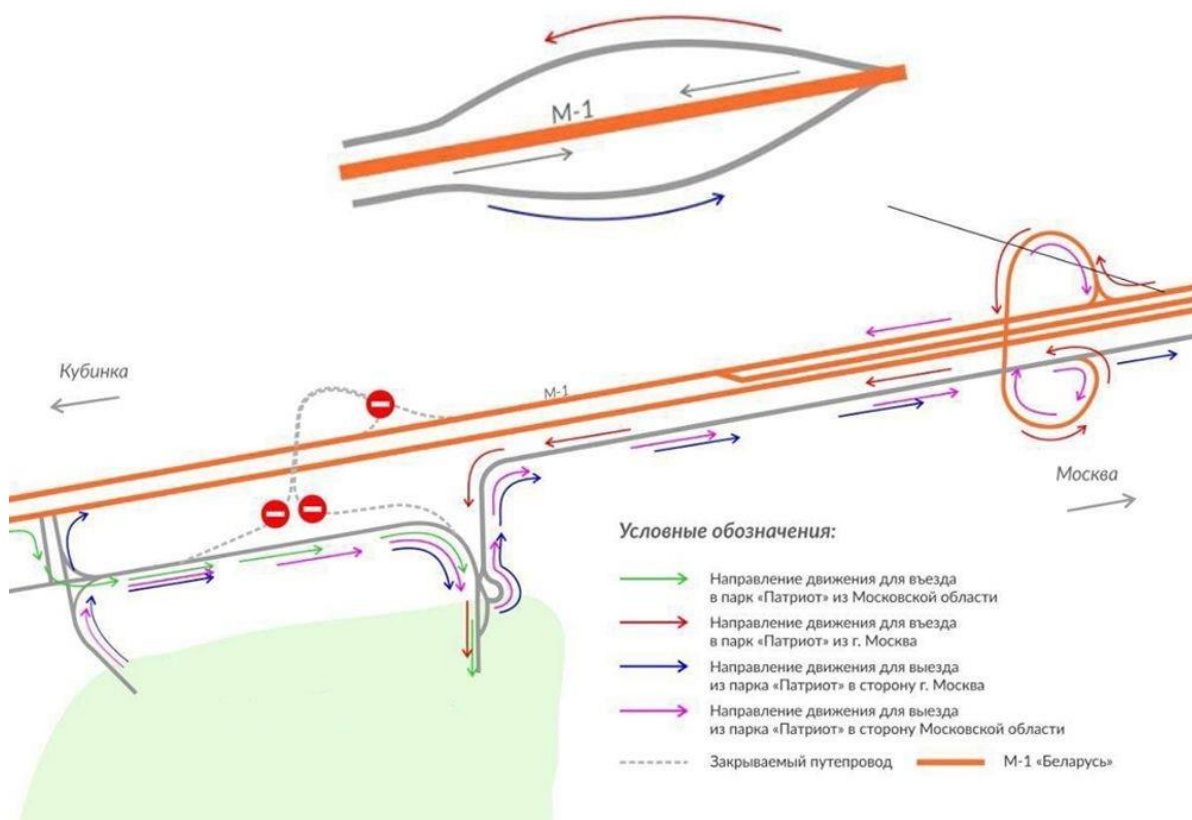 М-1
Кубинка
М-1
Москва
Условные обозначения:
Направление движения для въезда
в парк «Патриот» из Московской области
Направление движения для въезда
в парк «Патриот» из г. Москва
Направление движения для выезда
из парка «Патриот» в сторону г. Москва
Направление движения для выезда
из парка «Патриот» в сторону Московской области
Закрываемый путепровод
М-1 «Беларусь»